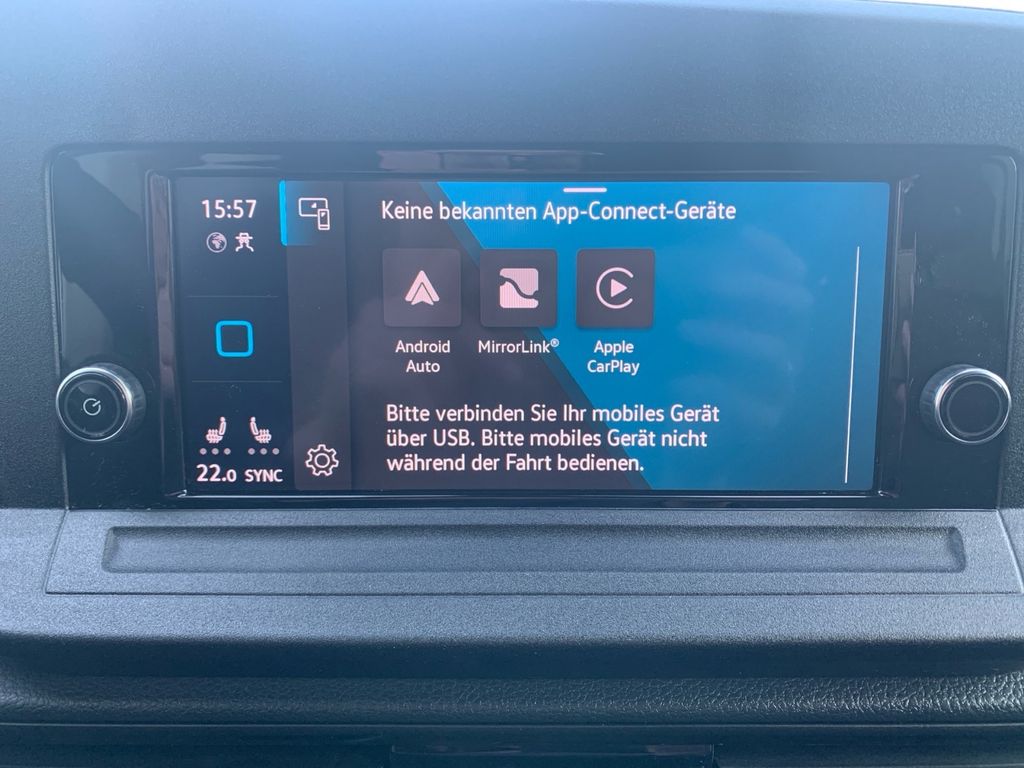 15:57
Keine bekannten App-Connect-Geräte
Android
Auto
MirrorLink®
Apple
CarPlay
Bitte verbinden Sie Ihr mobiles Gerät
über USB. Bitte mobiles Gerät nicht
während der Fahrt bedienen.
22.0 SYNC